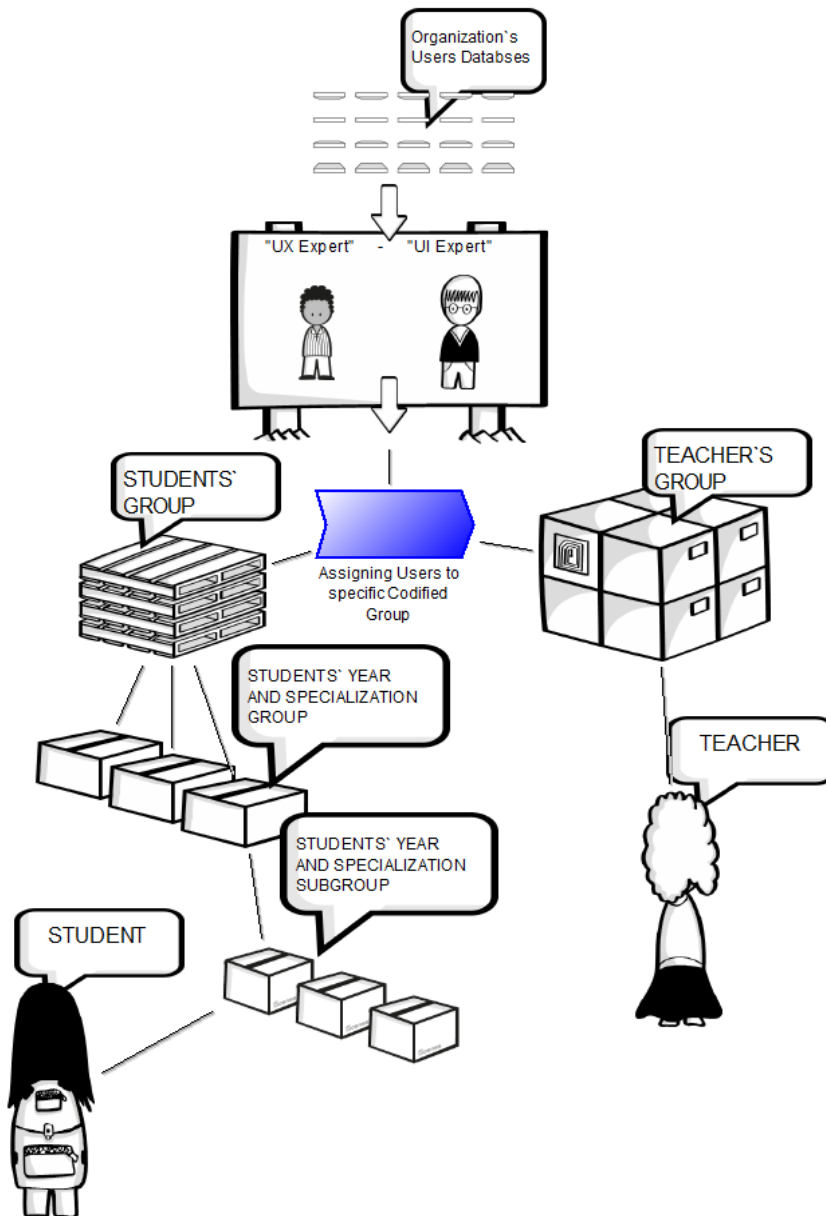 Organization`s
Users Databses
"UX Expert" - "UI Expert"
STUDENTS`
GROUP
TEACHER`S
GROUP
Assigning Users to
specific Codified
Group
STUDENTS` YEAR
AND SPECIALIZATION
GROUP
TEACHER
STUDENTS` YEAR
AND SPECIALIZATION
SUBGROUP
STUDENT